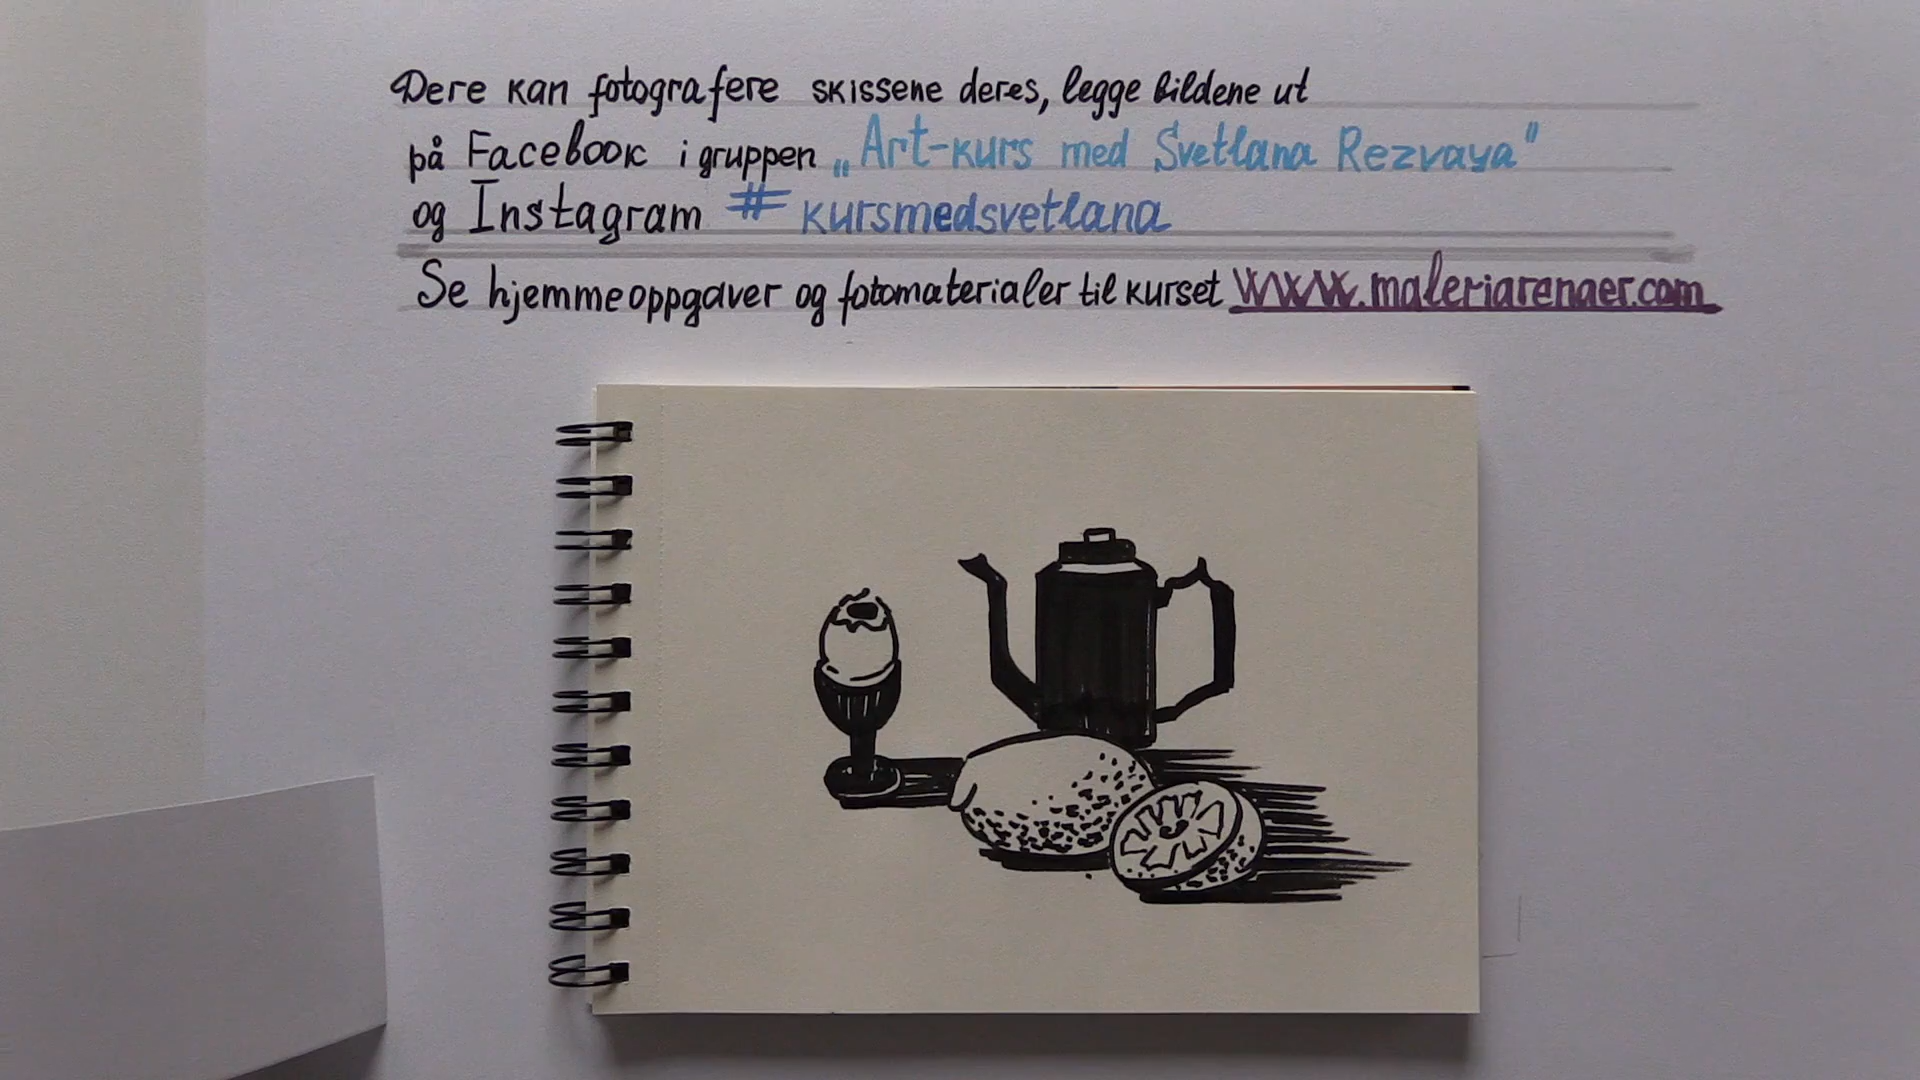 Dere kan fotografere skissene deres, legge bildene ut
på Facebook i gruppen „Art-kurs med Svetlana Rezvaya"
og Instagram # kursmedsvetlana
Se hjemmeoppgaver og fotomaterialer til kurset www.maleriarenaer.com